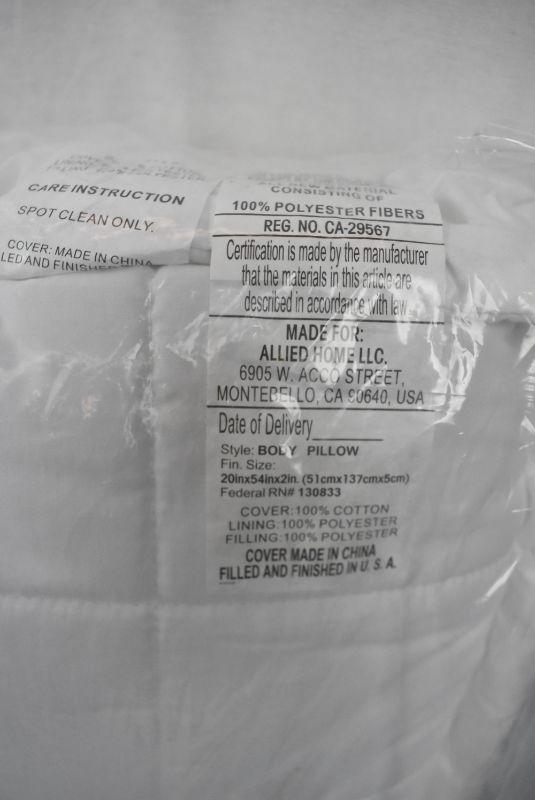 CARE INSTRUCTION
SPOT CLEAN ONLY.
COVER: MADE IN CHINA
LED AND FINISHE
ALL NEW MATERIAL
CONSISTING OF
100% POLYESTER FIBERS
REG. NO. CA-29567
Certification is made by the manufacturer
that the materials in this article are
described in accordance with law.
MADE FOR:
ALLIED HOME LLC.
6905 W. ACCO STREET,
MONTEBELLO, CA 90640, USA
Date of Delivery
Style: BODY PILLOW
Fin. Size:
20inx54inx2in. (51cmx137cmx5cm)
Federal RN# 130833
COVER:100% COTTON
LINING:100% POLYESTER
FILLING:100% POLYESTER
COVER MADE IN CHINA
FILLED AND FINISHED IN U. S. A.